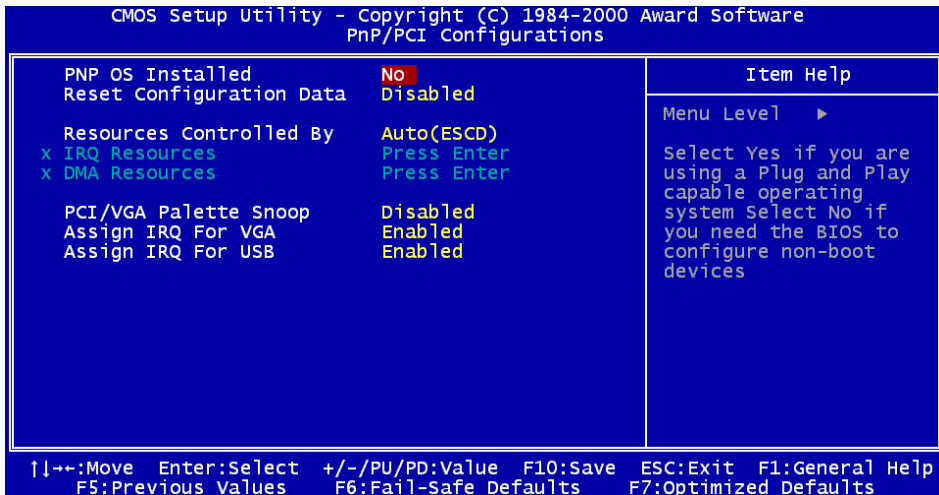 CMOS Setup Utility - Copyright (C) 1984-2000 Award Software
PnP/PCI Configurations
PNP OS Installed No
Reset Configuration Data Disabled
Resources Controlled By Auto(ESCD)
x IRQ Resources Press Enter
x DMA Resources Press Enter
PCI/VGA Palette Snoop Disabled
Assign IRQ For VGA Enabled
Assign IRQ For USB Enabled
Item Help
Menu Level ▶
Select Yes if you are
using a Plug and Play
capable operating
system Select No if
you need the BIOS to
configure non-boot
devices
↑↓→←:Move Enter:Select +/-/PU/PD:Value F10:Save ESC:Exit F1:General Help
F5:Previous Values F6:Fail-Safe Defaults F7:Optimized Defaults